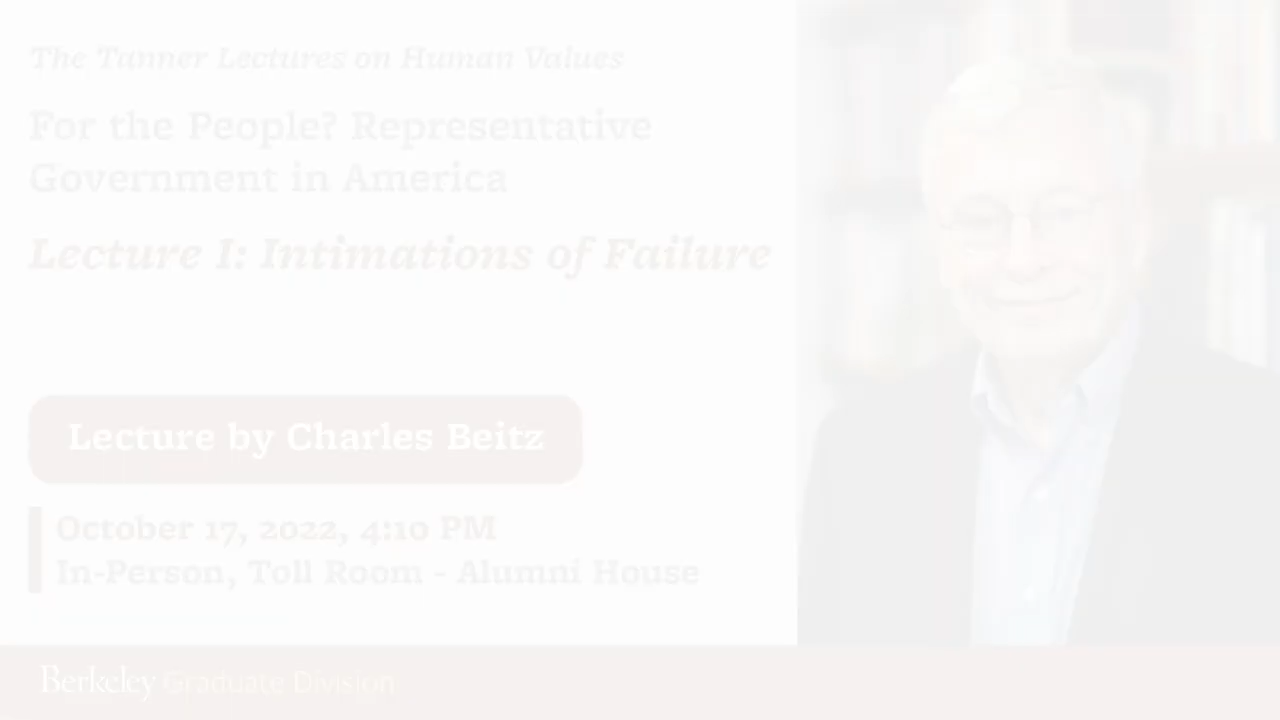 The Tanner Lectures on Human Values
For the People? Representative
Government in America
Lecture I: Intimations of Failure
Lecture by Charles Beitz
October 17, 2022, 4:10 PM
In-Person, Toll Room - Alumni House
Berkeley Graduate Division